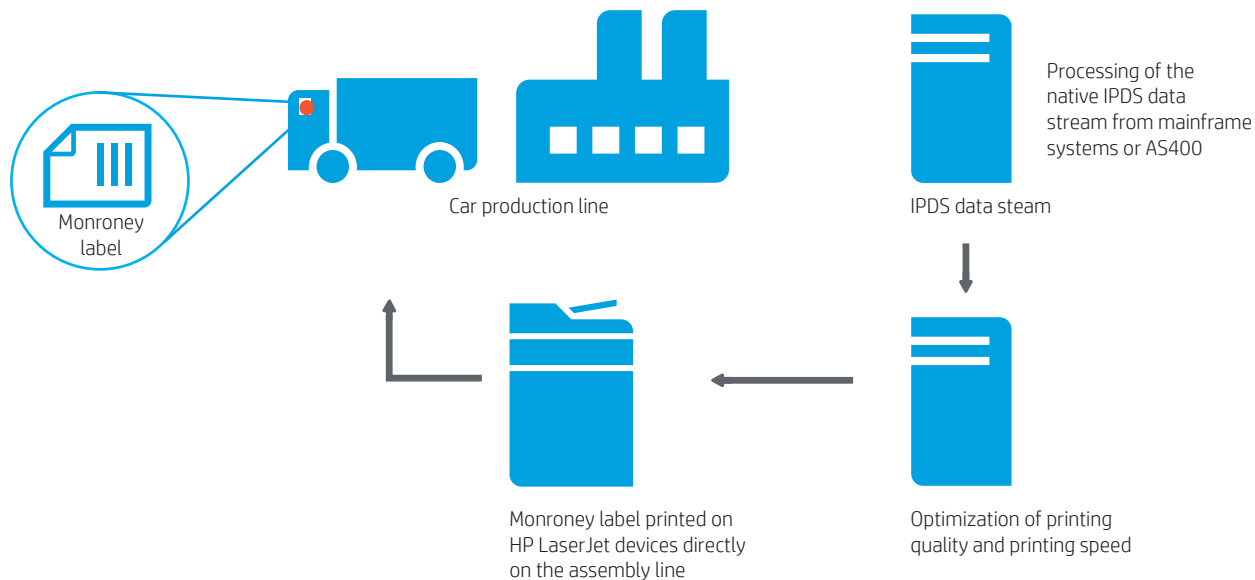 Processing of the
native IPDS data
stream from mainframe
systems or AS400
Monroney
label
Car production line
IPDS data steam
Monroney label printed on
HP LaserJet devices directly
on the assembly line
Optimization of printing
quality and printing speed